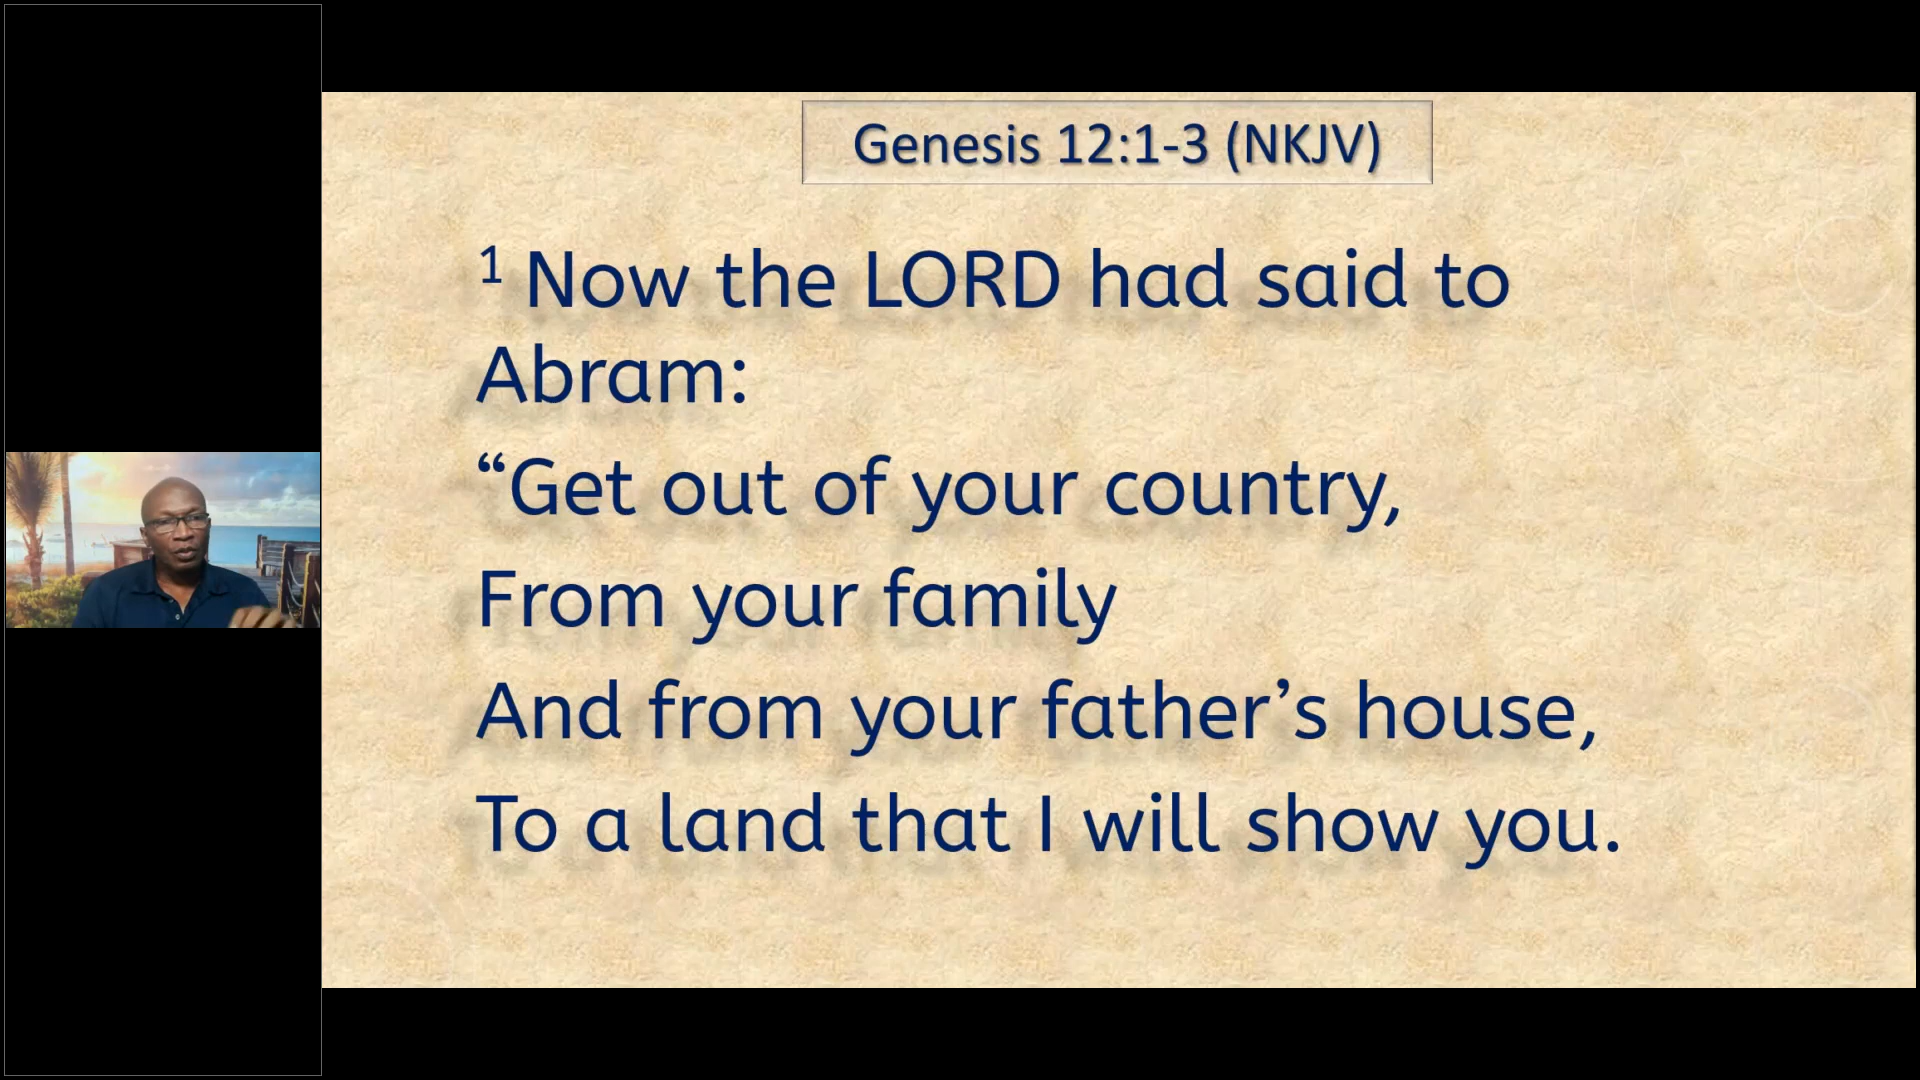 Genesis 12:1-3 (NKJV)
1 Now the LORD had said to
Abram:
“Get out of your country,
From your family
And from your father’s house,
To a land that I will show you.